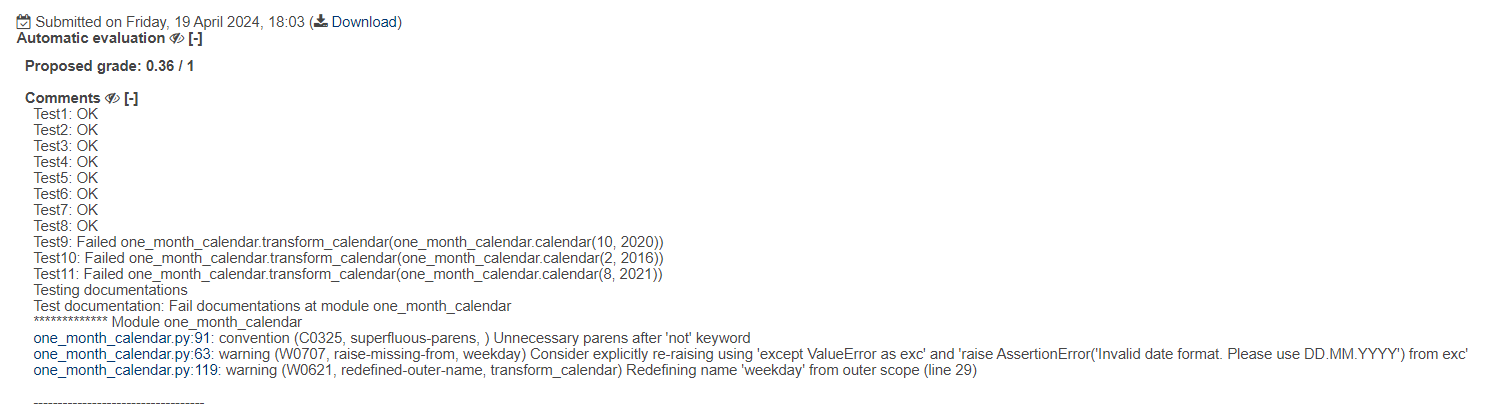 Submitted on Friday, 19 April 2024, 18:03 ( Download)
Automatic evaluation [-]
Proposed grade: 0.36 / 1
Comments [-]
Test1: OK
Test2: OK
Test3: OK
Test4: OK
Test5: OK
Test6: OK
Test7: OK
Test8: OK
Test9: Failed one_month_calendar.transform_calendar(one_month_calendar.calendar(10, 2020))
Test10: Failed one_month_calendar.transform_calendar(one_month_calendar.calendar(2, 2016))
Test11: Failed one_month_calendar.transform_calendar(one_month_calendar.calendar(8, 2021))
Testing documentations
Test documentation: Fail documentations at module one_month_calendar
************* Module one_month_calendar
one_month_calendar.py:91: convention (C0325, superfluous-parens, ) Unnecessary parens after 'not' keyword
one_month_calendar.py:63: warning (W0707, raise-missing-from, weekday) Consider explicitly re-raising using 'except ValueError as exc' and 'raise AssertionError('Invalid date format. Please use DD.MM.YYYY') from exc'
one_month_calendar.py:119: warning (W0621, redefined-outer-name, transform_calendar) Redefining name 'weekday' from outer scope (line 29)
-----------------------------------